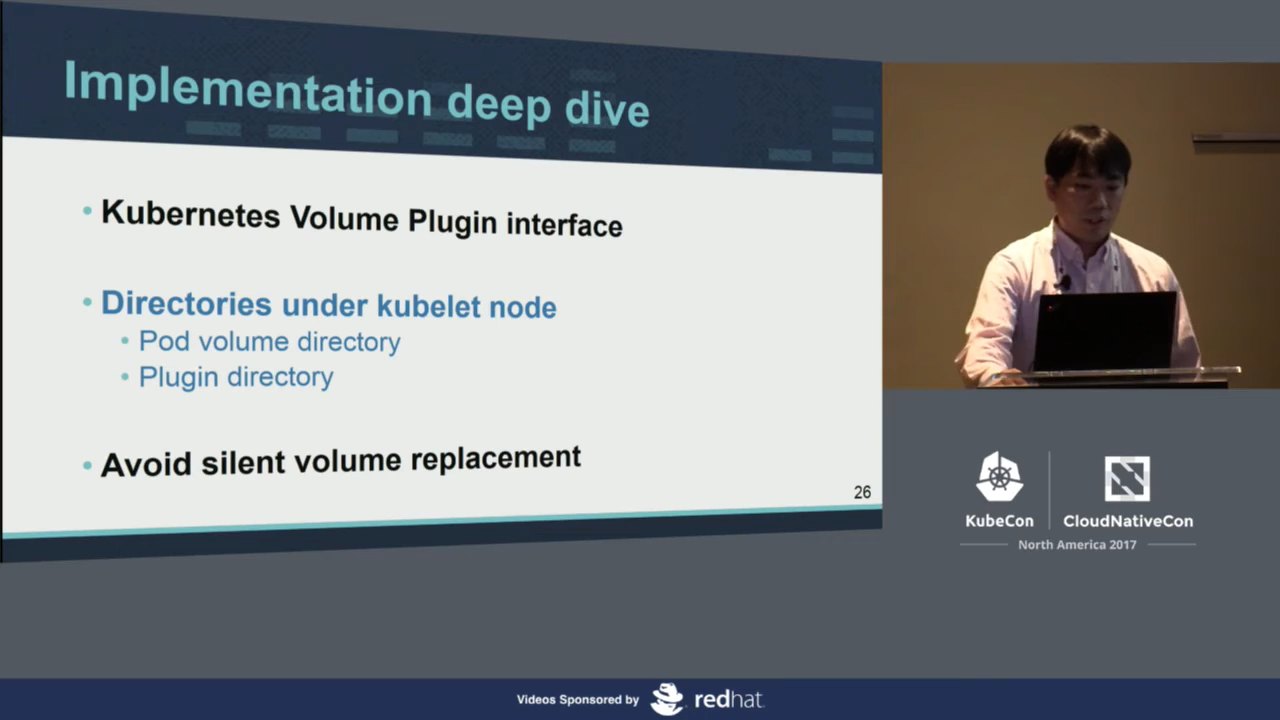 Implementation deep dive
• Kubernetes Volume Plugin interface
• Directories under kubelet node
• Pod volume directory
• Plugin directory
• Avoid silent volume replacement
26
KubeCon
CloudNativeCon
North America 2017
Videos Sponsored by redhat.